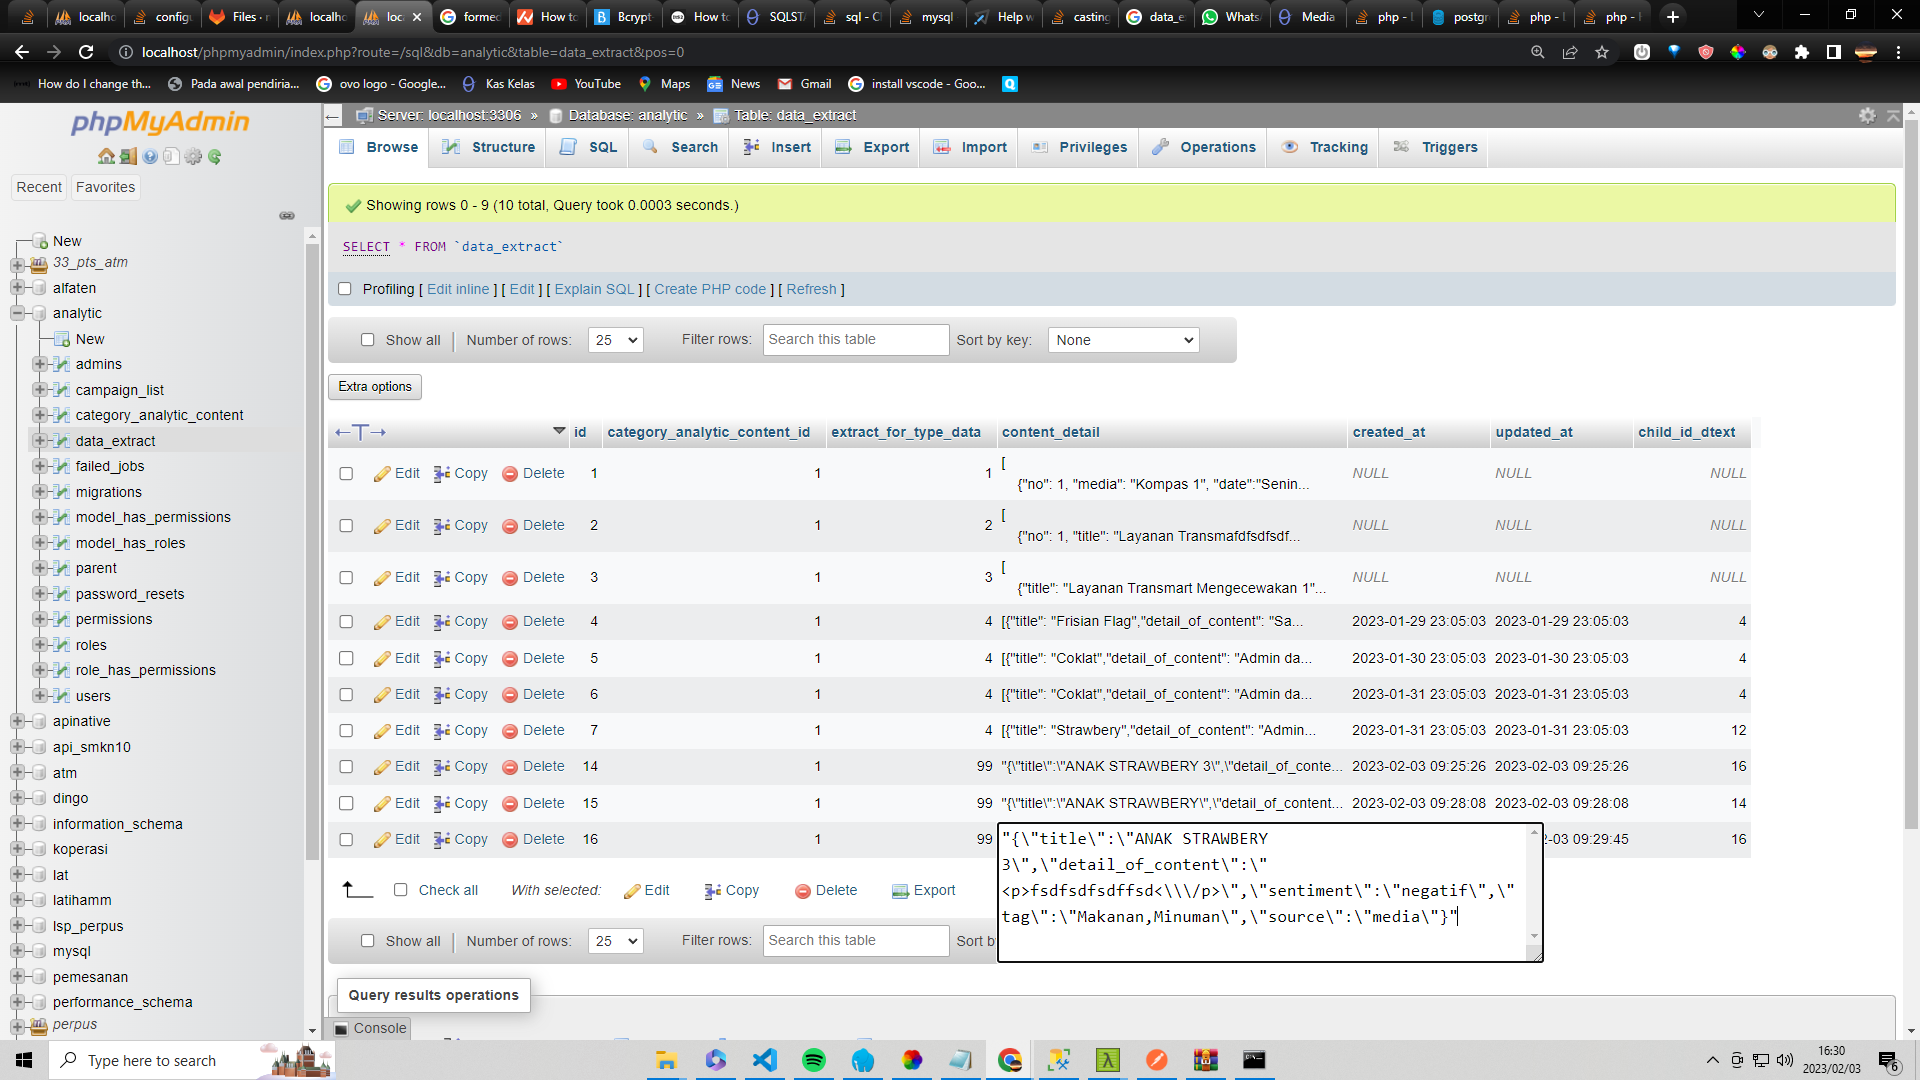 localho
configu
Files · r
localho
loc
formed
How to
Bcrypt
How to
SQLSTA
sql - Cl
mysql
Help w
casting
data_e
Whats
Media
php - L
postgr
php - L
php - H
localhost/phpmyadmin/index.php?route=/sql&db=analytic&table=data_extract&pos=0
How do I change th...
Pada awal pendiria...
ovo logo - Google...
Kas Kelas
YouTube
Maps
News
Gmail
install vscode - Goo...
phpMyAdmin
Recent
Favorites
New
33_pts_atm
alfaten
analytic
New
admins
campaign_list
category_analytic_content
data_extract
failed_jobs
migrations
model_has_permissions
model_has_roles
parent
password_resets
permissions
roles
role_has_permissions
users
apinative
api_smkn10
atm
dingo
information_schema
koperasi
lat
latihamm
lsp_perpus
mysql
pemesanan
performance_schema
perpus
Server: localhost:3306 » Database: analytic » Table: data_extract
Browse Structure SQL Search Insert Export Import Privileges Operations Tracking Triggers
Showing rows 0 - 9 (10 total, Query took 0.0003 seconds.)
SELECT * FROM `data_extract`
Profiling [ Edit inline ] [ Edit ] [ Explain SQL ] [ Create PHP code ] [ Refresh ]
Show all Number of rows: 25 Filter rows: Search this table Sort by key: None
Extra options
←T→ id category_analytic_content_id extract_for_type_data content_detail created_at updated_at child_id_dtext
Edit Copy Delete 1 1 1 [
{"no": 1, "media": "Kompas 1", "date":"Senin... NULL NULL NULL
Edit Copy Delete 2 1 2 [
{"no": 1, "title": "Layanan Transmafdfsdfsdf... NULL NULL NULL
Edit Copy Delete 3 1 3 [
{"title": "Layanan Transmart Mengecewakan 1"... NULL NULL NULL
Edit Copy Delete 4 1 4 [{"title": "Frisian Flag","detail_of_content": "Sa... 2023-01-29 23:05:03 2023-01-29 23:05:03 4
Edit Copy Delete 5 1 4 [{"title": "Coklat","detail_of_content": "Admin da... 2023-01-30 23:05:03 2023-01-30 23:05:03 4
Edit Copy Delete 6 1 4 [{"title": "Coklat","detail_of_content": "Admin da... 2023-01-31 23:05:03 2023-01-31 23:05:03 4
Edit Copy Delete 7 1 4 [{"title": "Strawbery","detail_of_content": "Admin... 2023-01-31 23:05:03 2023-01-31 23:05:03 12
Edit Copy Delete 14 1 99 "{\"title\":\"ANAK STRAWBERY 3\",\"detail_of_conte... 2023-02-03 09:25:26 2023-02-03 09:25:26 16
Edit Copy Delete 15 1 99 "{\"title\":\"ANAK STRAWBERY\",\"detail_of_content... 2023-02-03 09:28:08 2023-02-03 09:28:08 14
Edit Copy Delete 16 1 99 2-03 09:29:45 16
"{\"title\":\"ANAK STRAWBERY
3\",\"detail_of_content\":\"
<p>fsdfsdfsdffsd<\\\/p>\",\"sentiment\":\"negatif\",\"
tag\":\"Makanan,Minuman\",\"source\":\"media\"}"
Check all With selected: Edit Copy Delete Export
Show all Number of rows: 25 Filter rows: Search this table Sort b
Query results operations
Console
Type here to search
16:30
2023/02/03
6